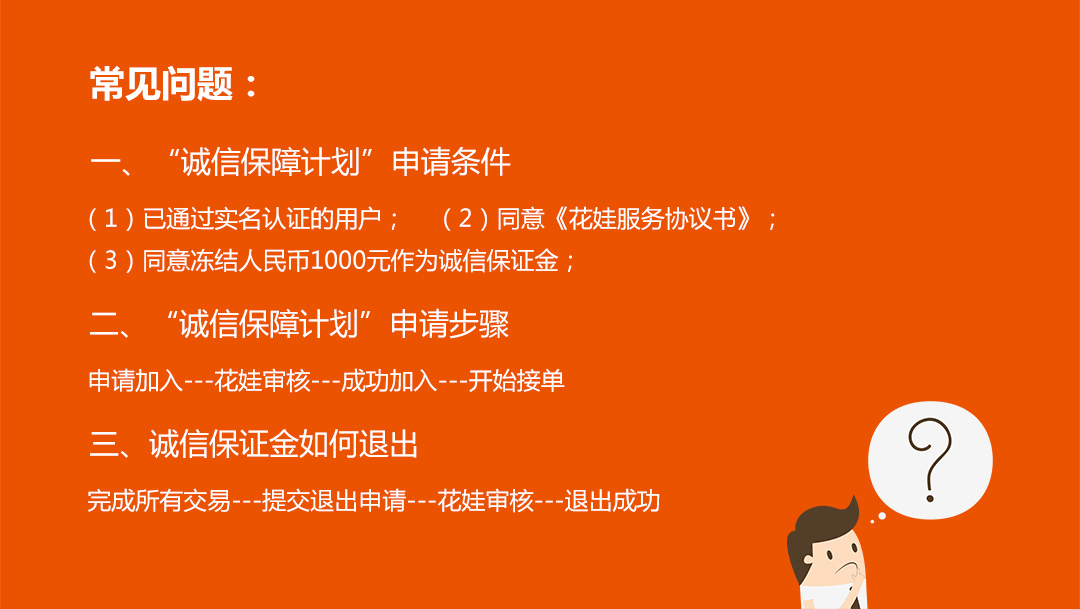 常见问题：
一、“诚信保障计划”申请条件
（1）已通过实名认证的用户； （2）同意《花娃服务协议书》；
（3）同意冻结人民币1000元作为诚信保证金；
二、“诚信保障计划”申请步骤
申请加入---花娃审核---成功加入---开始接单
三、诚信保证金如何退出
完成所有交易---提交退出申请---花娃审核---退出成功
?